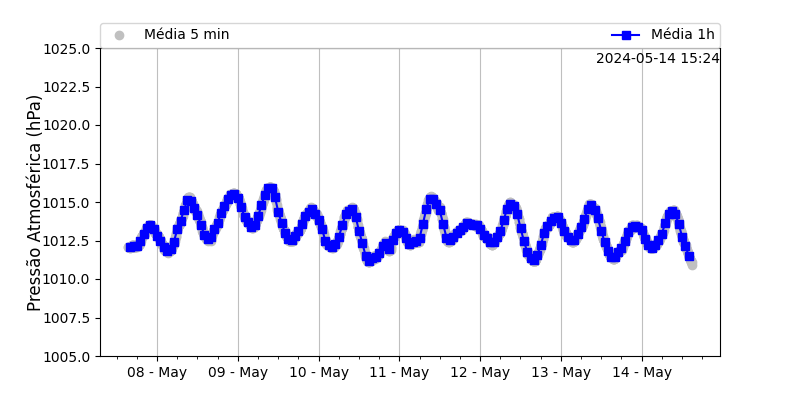 Média 5 min
Média 1h
2024-05-14 15:24
Pressão Atmosférica (hPa)
1025.0
1022.5
1020.0
1017.5
1015.0
1012.5
1010.0
1007.5
1005.0
08 - May
09 - May
10 - May
11 - May
12 - May
13 - May
14 - May